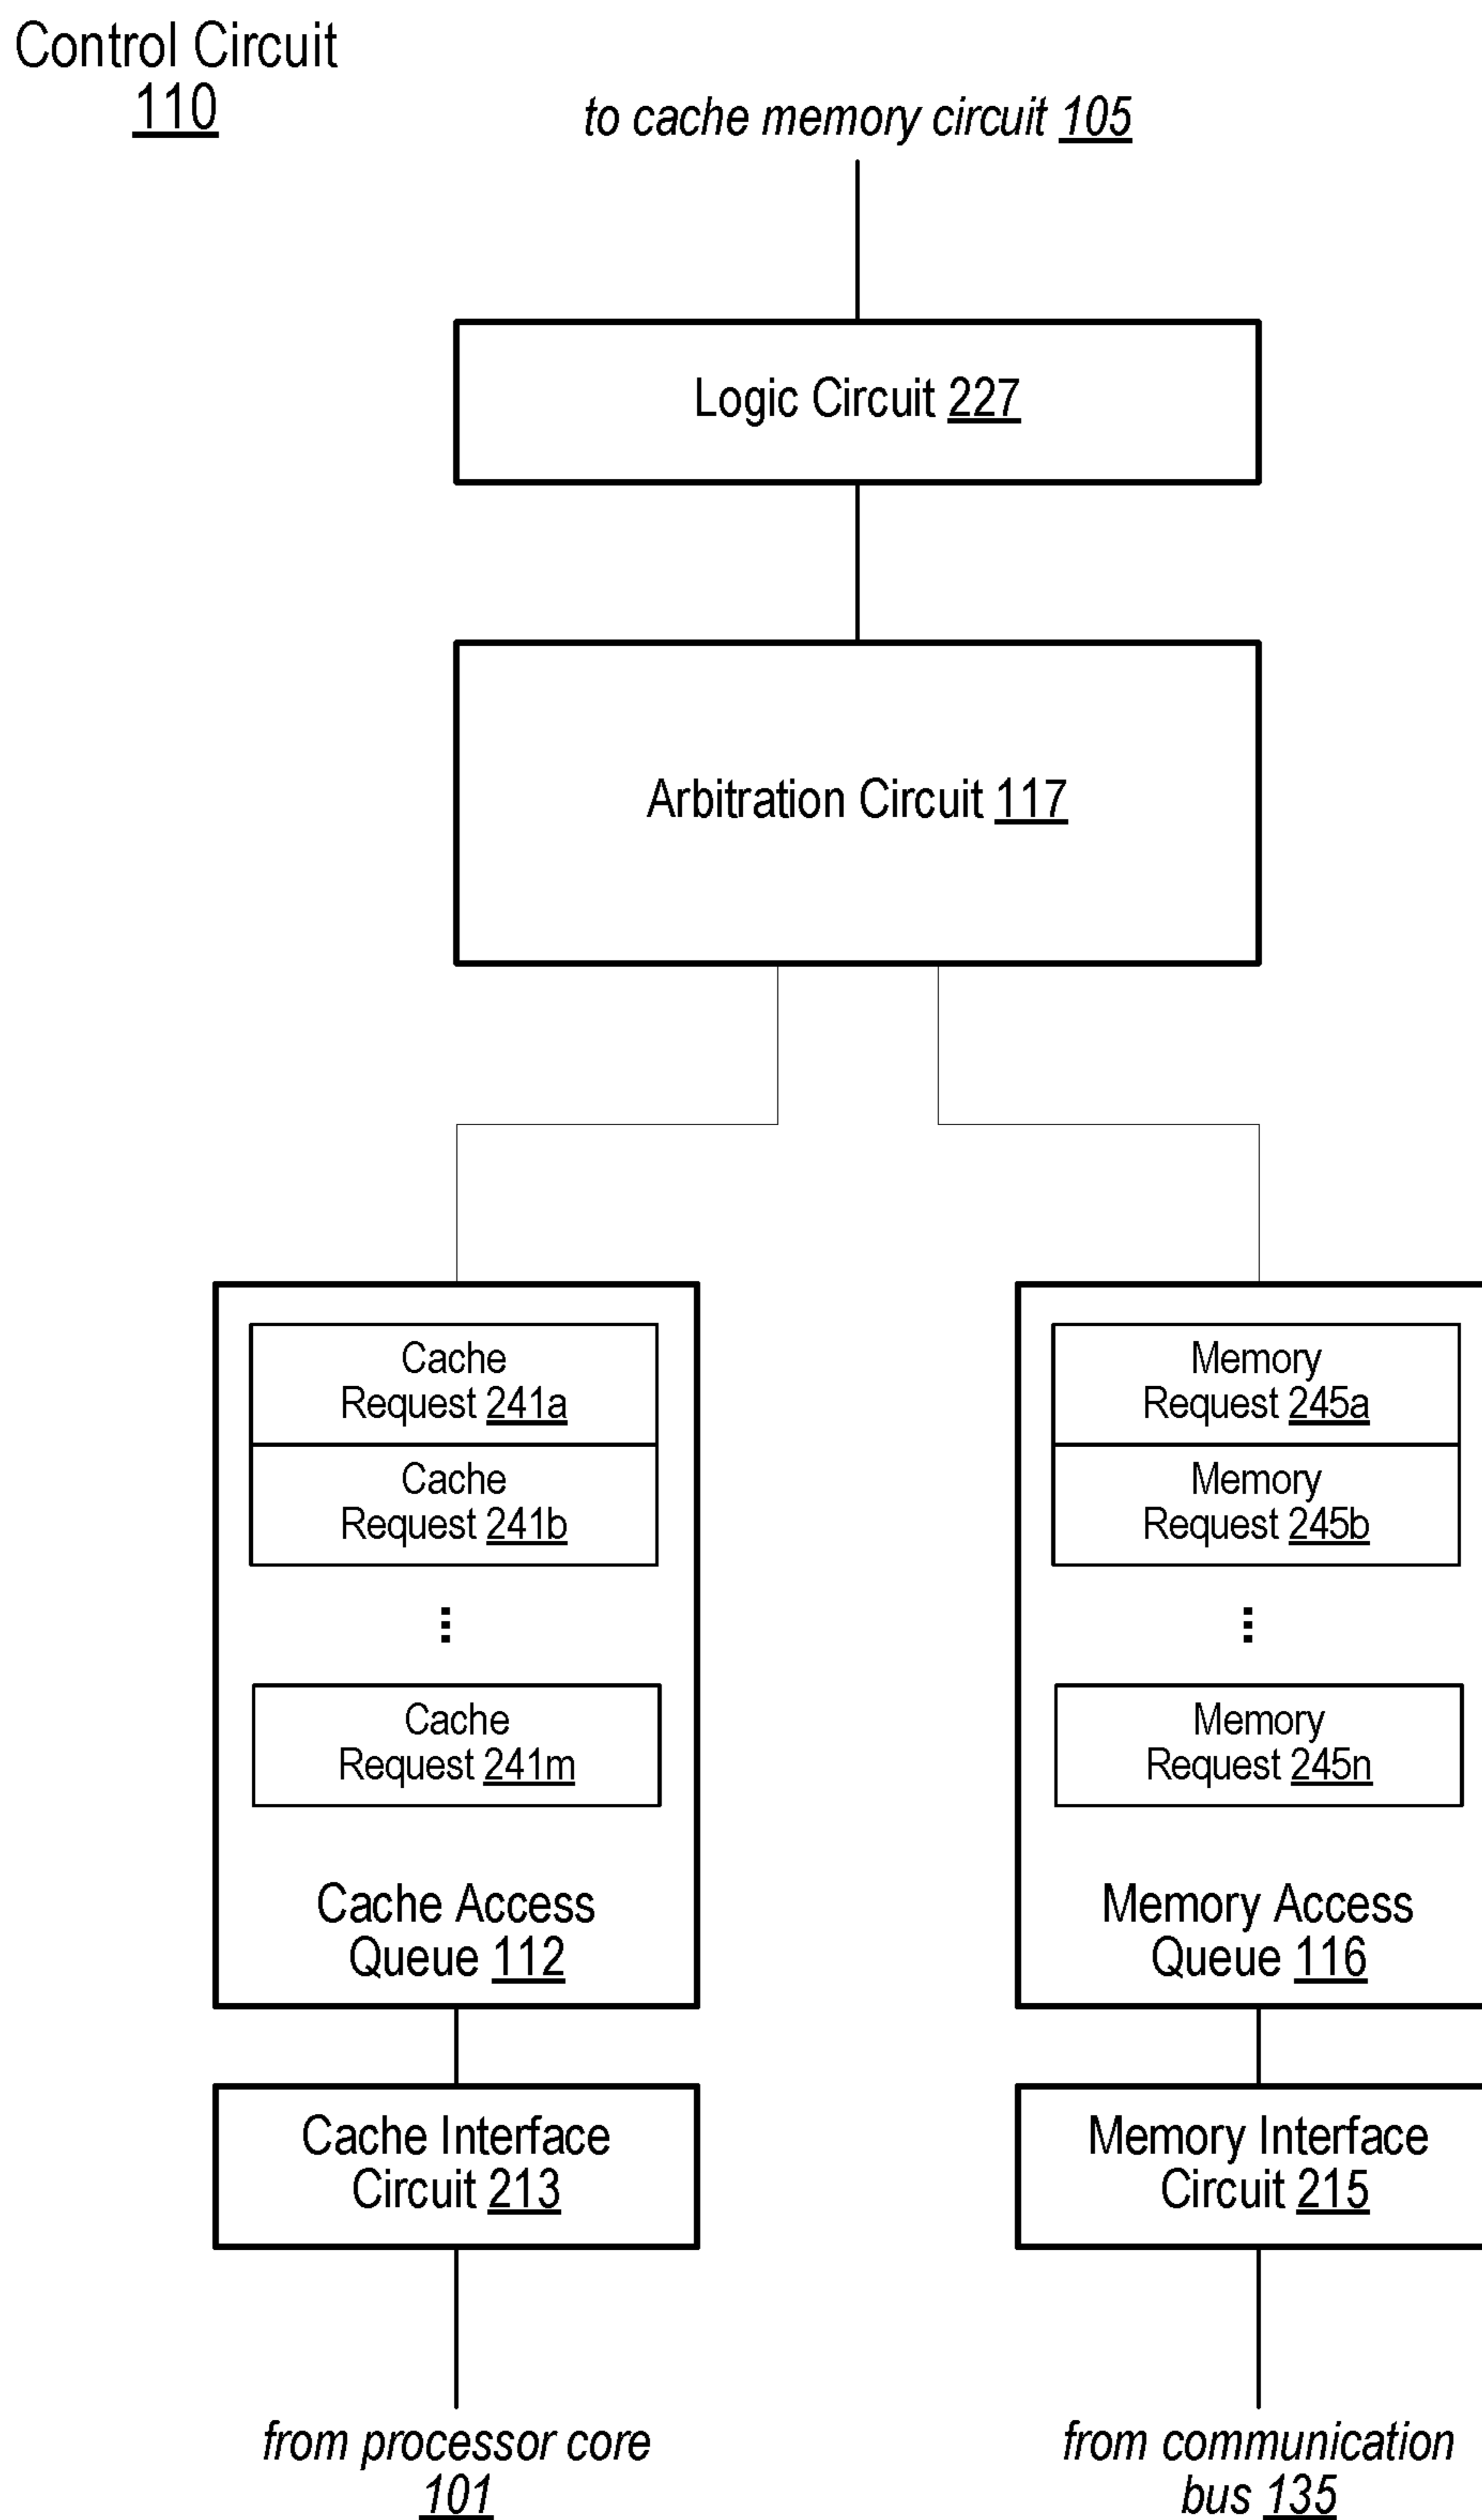 Control Circuit
110
to cache memory circuit 105
Logic Circuit 227
Arbitration Circuit 117
Cache
Request 241a
Cache
Request 241b
Cache
Request 241m
Cache Access
Queue 112
Memory
Request 245a
Memory
Request 245b
Memory
Request 245n
Memory Access
Queue 116
Cache Interface
Circuit 213
Memory Interface
Circuit 215
from processor core
101
from communication
bus 135